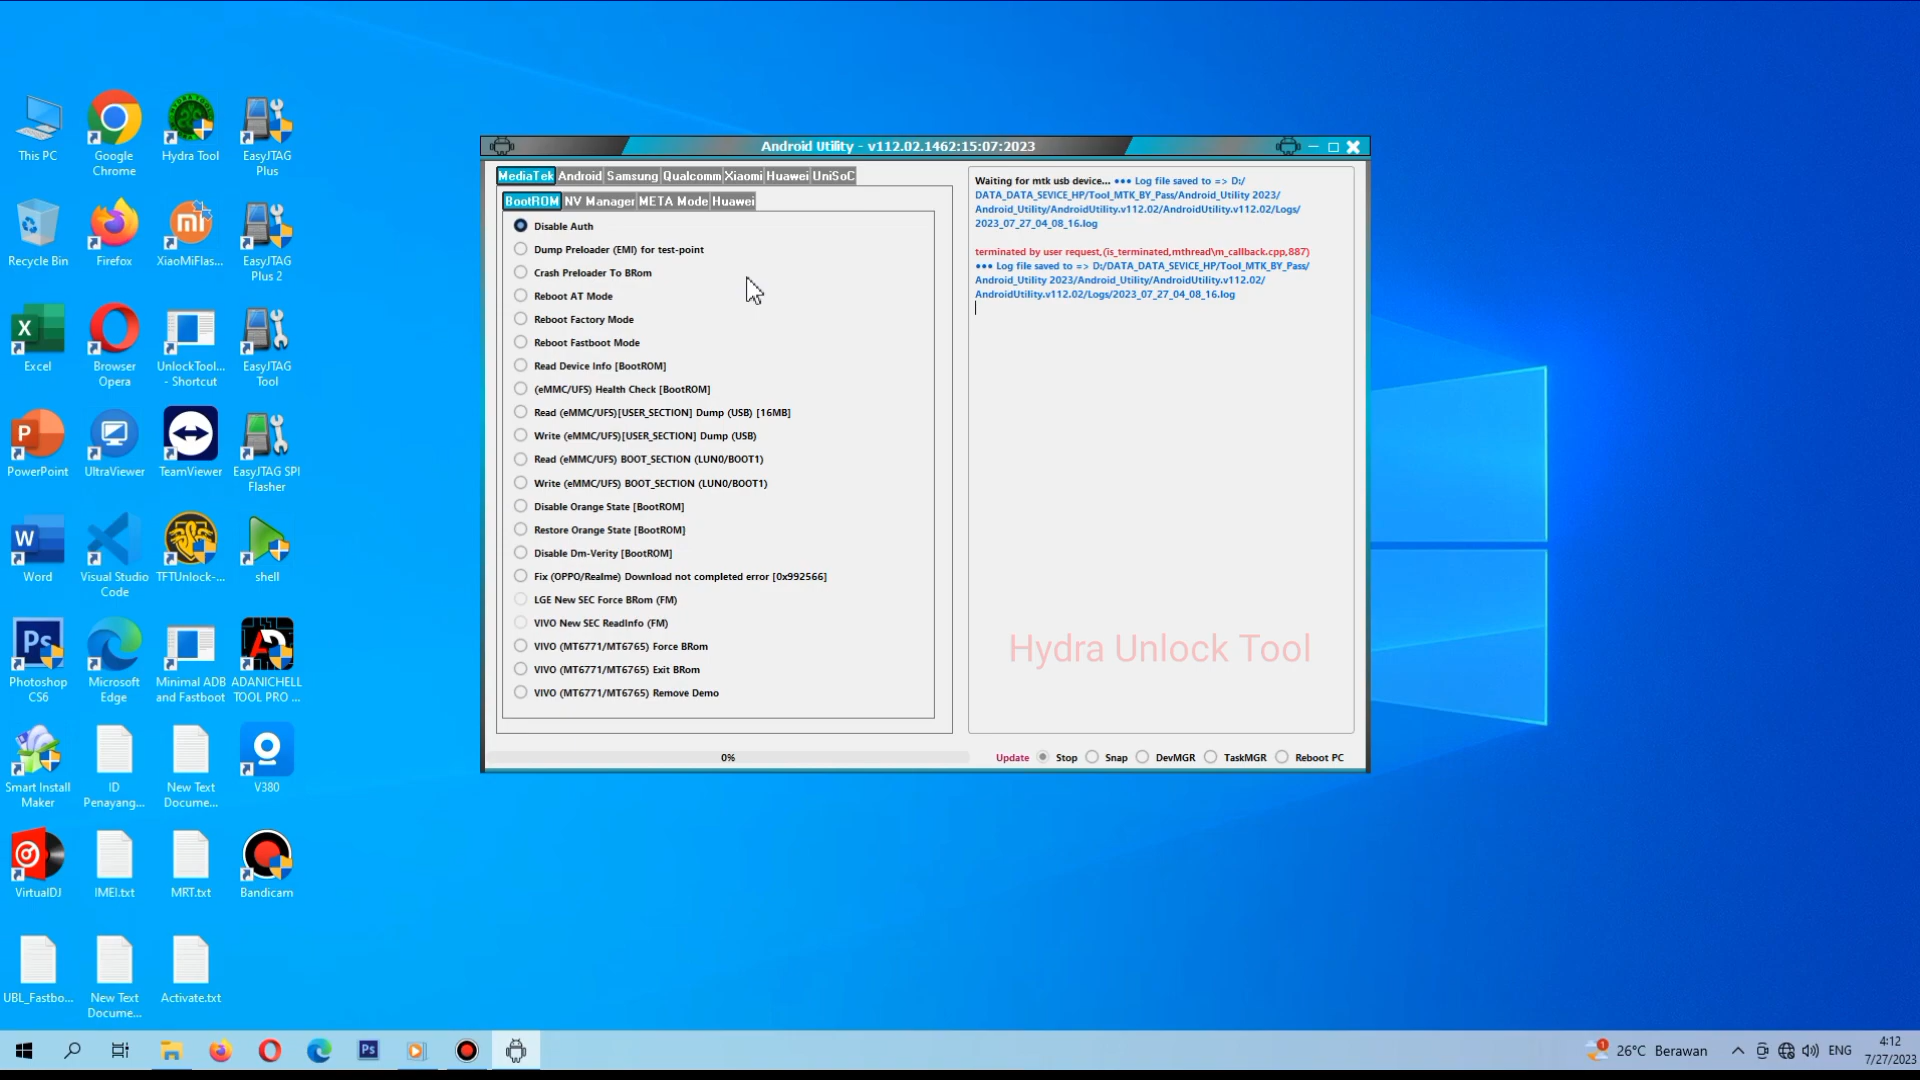 This PC
Google
Chrome
Hydra Tool
EasyJTAG
Plus
Recycle Bin
Firefox
XiaoMiFlas...
EasyJTAG
Plus 2
Excel
Browser
Opera
UnlockTool...
- Shortcut
EasyJTAG
Tool
PowerPoint
UltraViewer
TeamViewer
EasyJTAG SPI
Flasher
Word
Visual Studio
Code
TFTUnlock-...
shell
Photoshop
CS6
Microsoft
Edge
Minimal ADB
and Fastboot
ADANICHELL
TOOL PRO ...
Smart Install
Maker
ID
Penayang...
New Text
Docume...
V380
VirtualDJ
IMEI.txt
MRT.txt
Bandicam
UBL_Fastbo...
New Text
Docume...
Activate.txt
Android Utility - v112.02.1462:15:07:2023
MediaTek Android Samsung Qualcomm Xiaomi Huawei UniSoC
BootROM NV Manager META Mode Huawei
Disable Auth
Dump Preloader (EMI) for test-point
Crash Preloader To BRom
Reboot AT Mode
Reboot Factory Mode
Reboot Fastboot Mode
Read Device Info [BootROM]
(eMMC/UFS) Health Check [BootROM]
Read (eMMC/UFS)[USER_SECTION] Dump (USB) [16MB]
Write (eMMC/UFS)[USER_SECTION] Dump (USB)
Read (eMMC/UFS) BOOT_SECTION (LUN0/BOOT1)
Write (eMMC/UFS) BOOT_SECTION (LUN0/BOOT1)
Disable Orange State [BootROM]
Restore Orange State [BootROM]
Disable Dm-Verity [BootROM]
Fix (OPPO/Realme) Download not completed error [0x992566]
LGE New SEC Force BRom (FM)
VIVO New SEC ReadInfo (FM)
VIVO (MT6771/MT6765) Force BRom
VIVO (MT6771/MT6765) Exit BRom
VIVO (MT6771/MT6765) Remove Demo
Waiting for mtk usb device... ••• Log file saved to => D:/
DATA_DATA_SEVICE_HP/Tool_MTK_BY_Pass/Android_Utility 2023/
Android_Utility/AndroidUtility.v112.02/AndroidUtility.v112.02/Logs/
2023_07_27_04_08_16.log
terminated by user request,(is_terminated,mthread\m_callback.cpp,887)
••• Log file saved to => D:/DATA_DATA_SEVICE_HP/Tool_MTK_BY_Pass/
Android_Utility 2023/Android_Utility/AndroidUtility.v112.02/
AndroidUtility.v112.02/Logs/2023_07_27_04_08_16.log
Hydra Unlock Tool
0%
Update Stop Snap DevMGR TaskMGR Reboot PC
Ps
1
26°C Berawan
ENG
4:12
7/27/2023